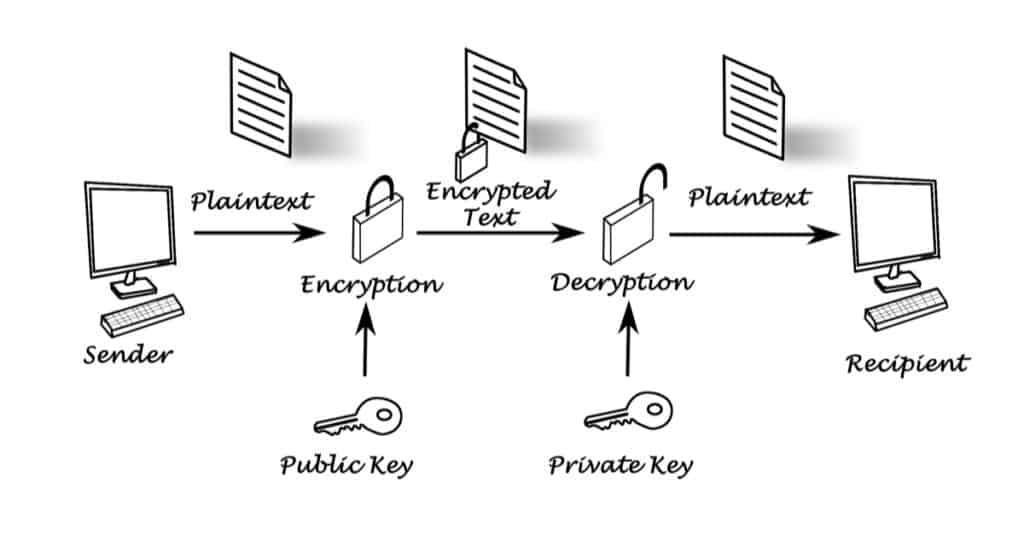 Plaintext
Encrypted
Text
Plaintext
Encryption
Decryption
Sender
Recipient
Public Key
Private Key